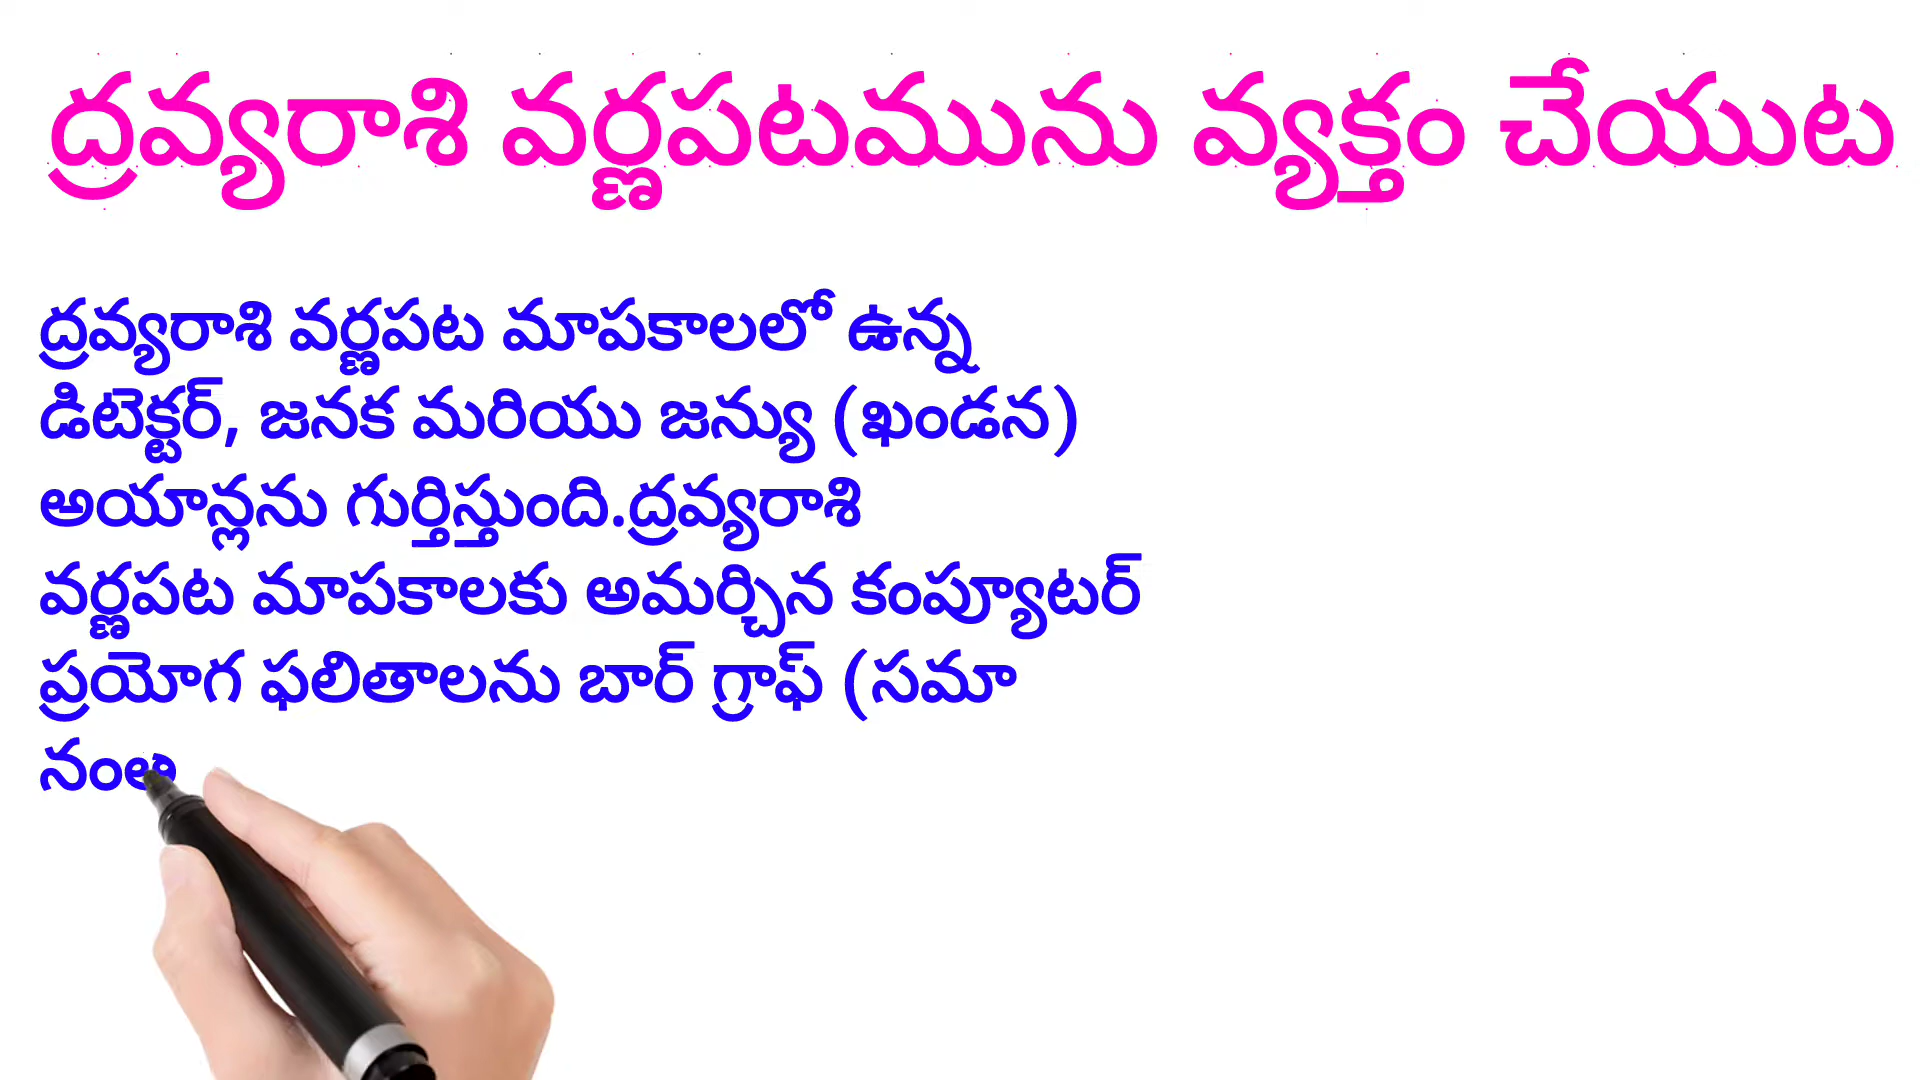 ద్రవ్యరాశి వర్ణపటమును వ్యక్తం చేయుట
ద్రవ్యరాశి వర్ణపట మాపకాలలో ఉన్న
డిటెక్టర్, జనక మరియు జన్యు (ఖండన)
అయాన్లను గుర్తిస్తుంది.ద్రవ్యరాశి
వర్ణపట మాపకాలకు అమర్చిన కంప్యూటర్
ప్రయోగ ఫలితాలను బార్ గ్రాఫ్ (సమా